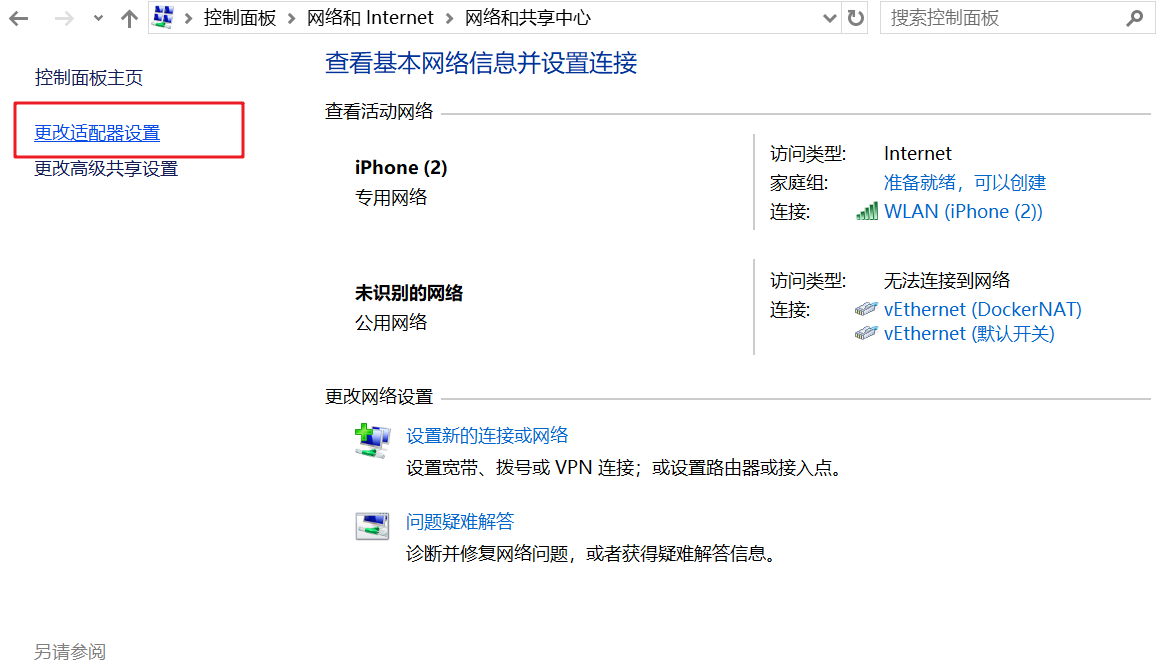 控制面板 > 网络和 Internet > 网络和共享中心
搜索控制面板
控制面板主页
更改适配器设置
更改高级共享设置
查看基本网络信息并设置连接
查看活动网络
iPhone (2)
专用网络
访问类型: Internet
家庭组: 准备就绪，可以创建
连接: WLAN (iPhone (2))
未识别的网络
公用网络
访问类型: 无法连接到网络
连接: vEthernet (DockerNAT)
vEthernet (默认开关)
更改网络设置
设置新的连接或网络
设置宽带、拨号或 VPN 连接；或设置路由器或接入点。
问题疑难解答
诊断并修复网络问题，或者获得疑难解答信息。
另请参阅